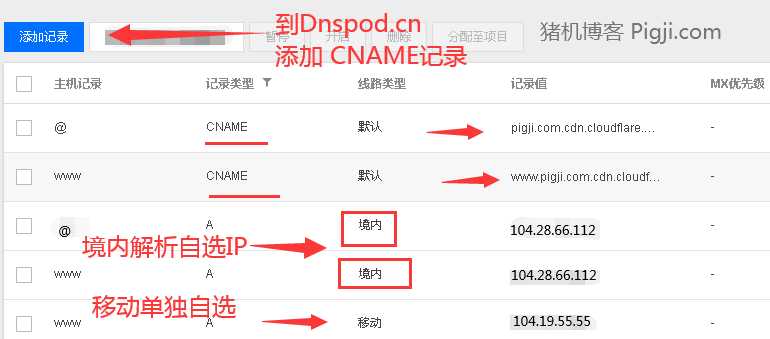 到Dnspod.cn
添加记录 暂停 开启 删除 分配至项目 猪机博客 Pigji.com
添加 CNAME记录
主机记录 记录类型 线路类型 记录值 MX优先级
@ CNAME 默认 pigji.com.cdn.cloudflare.... -
www CNAME 默认 www.pigji.com.cdn.cloudf... -
@ A 境内 104.28.66.112 -
境内解析自选IP
www A 境内 104.28.66.112 -
移动单独自选
www A 移动 104.19.55.55 -